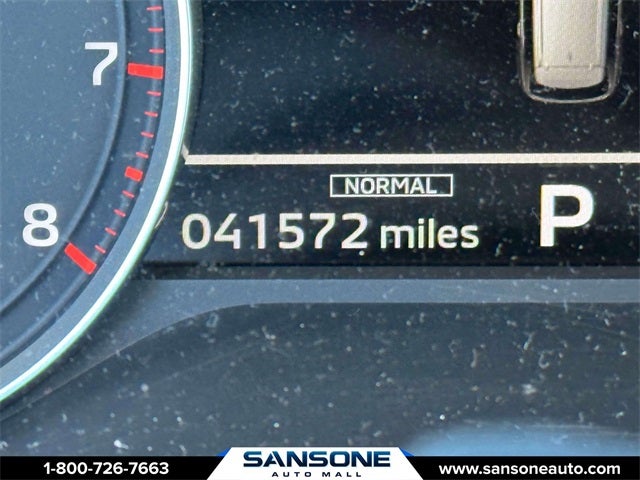 7
NORMAL
8 041572 miles P
1-800-726-7663 SANSONE www.sansoneauto.com
AUTO MALL